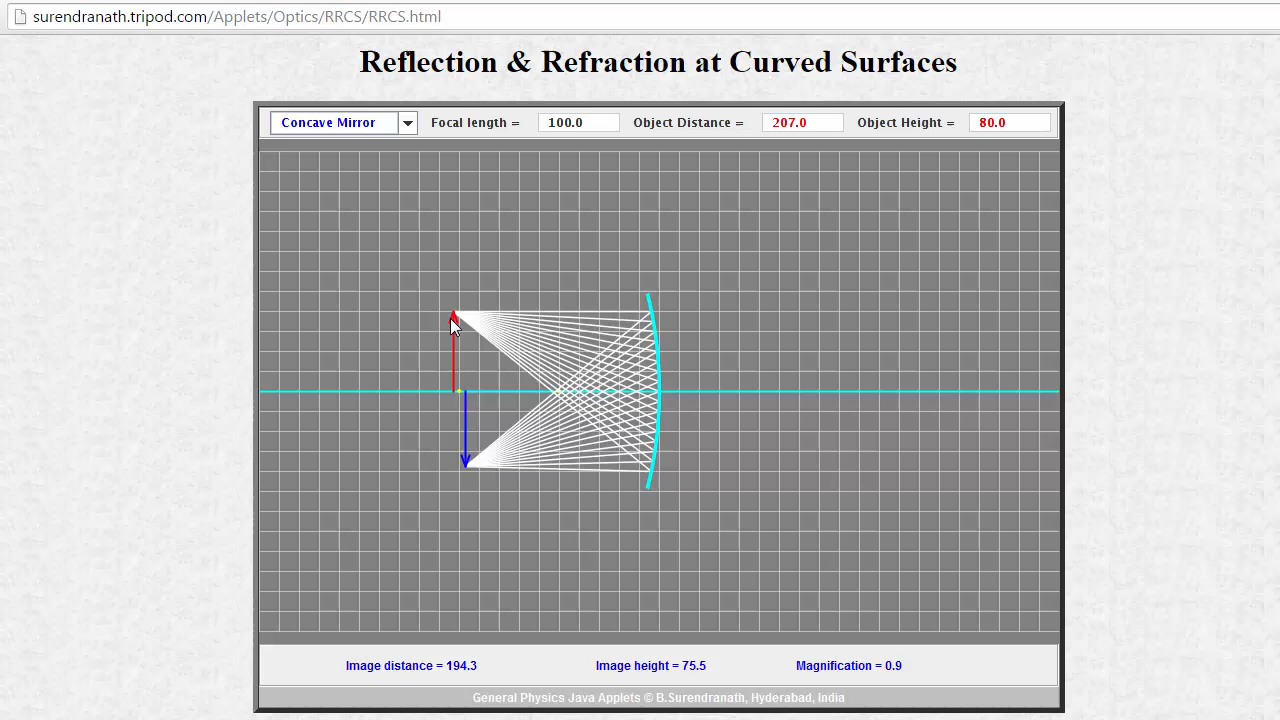 surendranath.tripod.com/Applets/Optics/RRCS/RRCS.html
Reflection & Refraction at Curved Surfaces
Concave Mirror Focal length = 100.0 Object Distance = 207.0 Object Height = 80.0
Image distance = 194.3 Image height = 75.5 Magnification = 0.9
General Physics Java Applets © B.Surendranath, Hyderabad, India